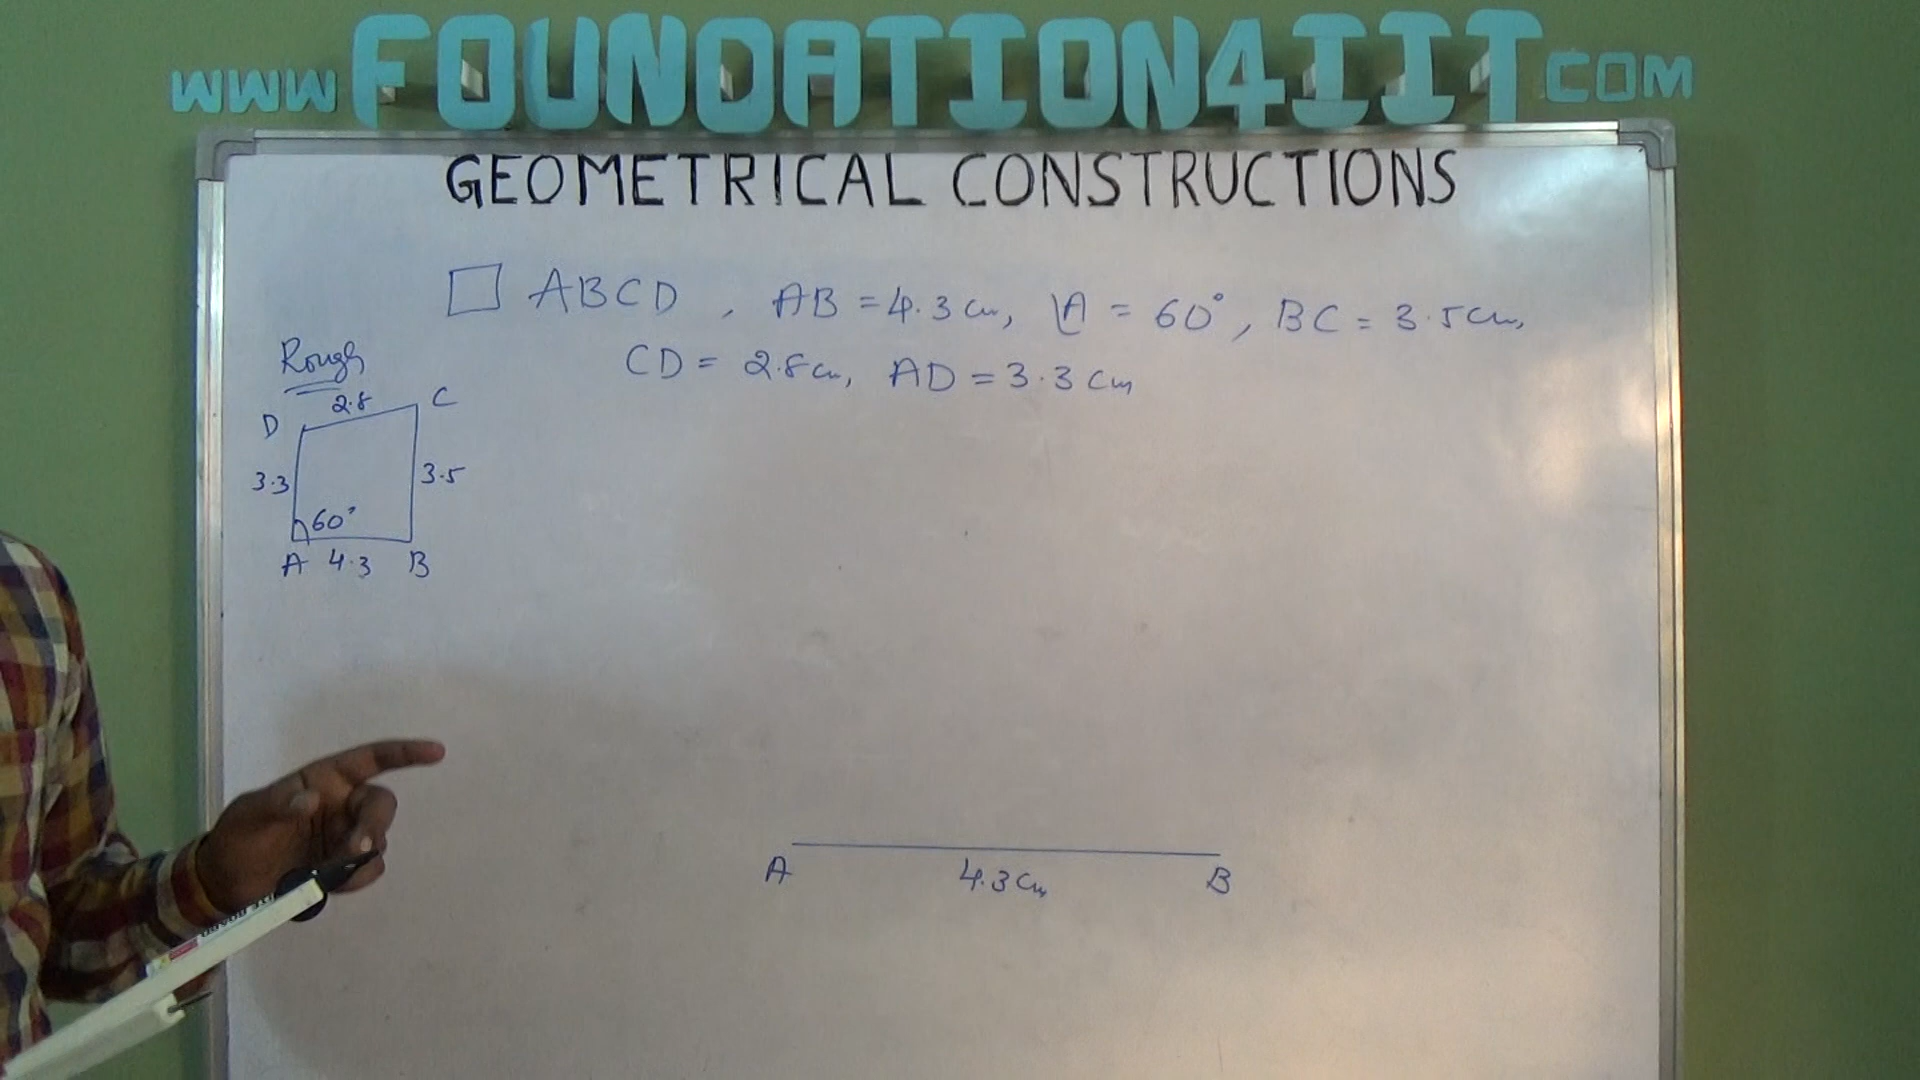 WWW FOUNDATION4IIT.COM
GEOMETRICAL CONSTRUCTIONS
□ ABCD, AB = 4.3 cm, ∠A = 60°, BC = 3.5 cm,
CD = 2.8 cm, AD = 3.3 cm
Rough
2.8
D C
3.3 3.5
60°
A 4.3 B
A 4.3 cm B